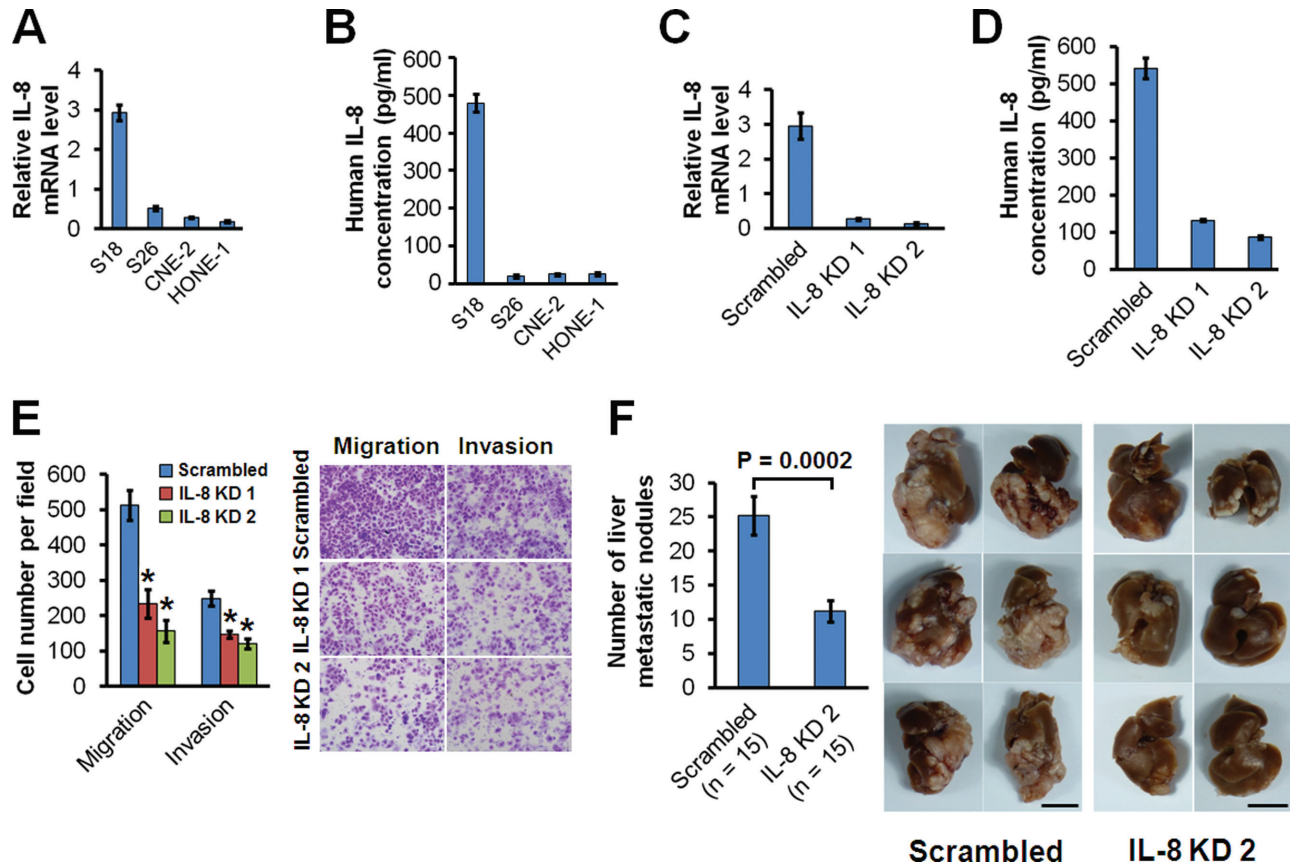 A
Relative IL-8
mRNA level
4
3
2
1
0
S18
S26
CNE-2
HONE-1
B
Human IL-8
concentration (pg/ml)
600
500
400
300
200
100
0
S18
S26
CNE-2
HONE-1
C
Relative IL-8
mRNA level
5
4
3
2
1
0
Scrambled
IL-8 KD 1
IL-8 KD 2
D
Human IL-8
concentration (pg/ml)
600
500
400
300
200
100
0
Scrambled
IL-8 KD 1
IL-8 KD 2
E
Cell number per field
600
500
400
300
200
100
0
Scrambled
IL-8 KD 1
IL-8 KD 2
*
*
*
*
Migration
Invasion
Migration
Invasion
Scrambled
IL-8 KD 1
IL-8 KD 2
F
Number of liver
metastatic nodules
30
25
20
15
10
5
0
P = 0.0002
Scrambled
(n = 15)
IL-8 KD 2
(n = 15)
Scrambled
IL-8 KD 2